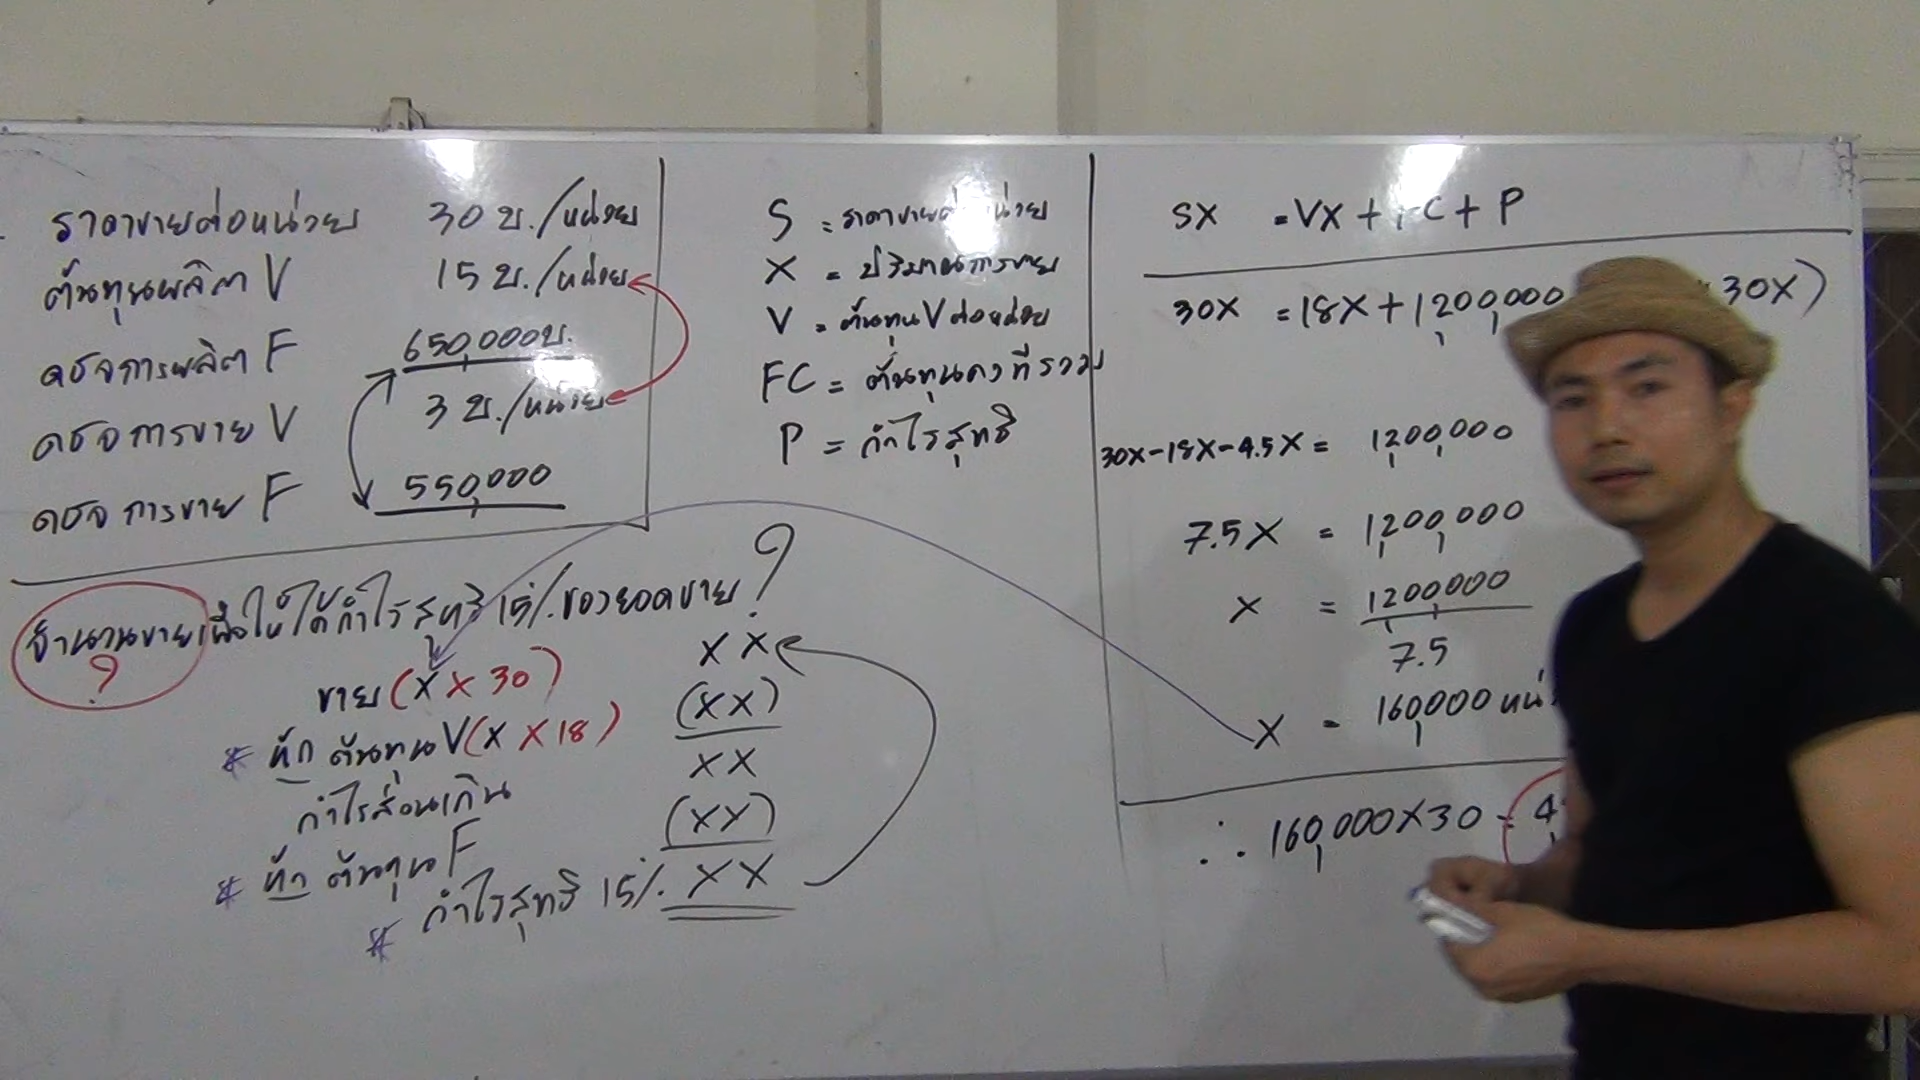 ราคาขายต่อหน่วย 30 บ./หน่วย
ต้นทุนผลิต V 15 บ./หน่วย
คชจการผลิต F 650,000บ.
คชจการขาย V 3 บ./หน่วย
คชจ การขาย F 550,000
จำนวนขายเพื่อให้ได้กำไรสุทธิ 15%.ของยอดขาย?
?
ขาย (X X 30) XX
* หัก ต้นทุน V (X X 18) (XX)
กำไรส่วนเกิน XX
* หัก ต้นทุน F (XX)
* กำไรสุทธิ 15%. XX
S = ราคาขายต่อหน่วย
X = ปริมาณการขาย
V = ต้นทุน V ต่อหน่วย
FC = ต้นทุนคงที่รวม
P = กำไรสุทธิ
SX = VX + FC + P
30X = 18X + 1,200,000 30X)
30X-18X-4.5X = 1,200,000
7.5X = 1,200,000
X = 1,200,000
7.5
X = 160,000 หน่
∴ 160,000X30 = 4